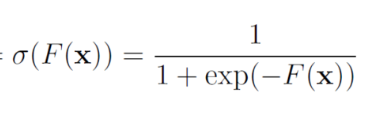 = σ(F(𝐱)) = 1 / (1 + exp(−F(𝐱)))